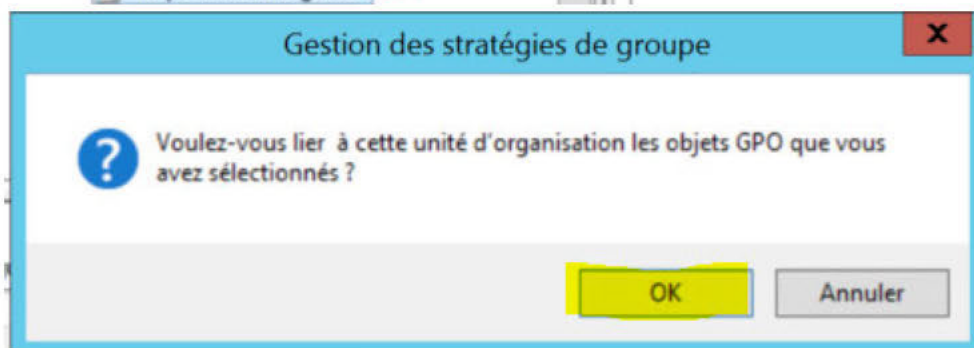 Gestion des stratégies de groupe
Voulez-vous lier à cette unité d'organisation les objets GPO que vous
avez sélectionnés ?
OK
Annuler